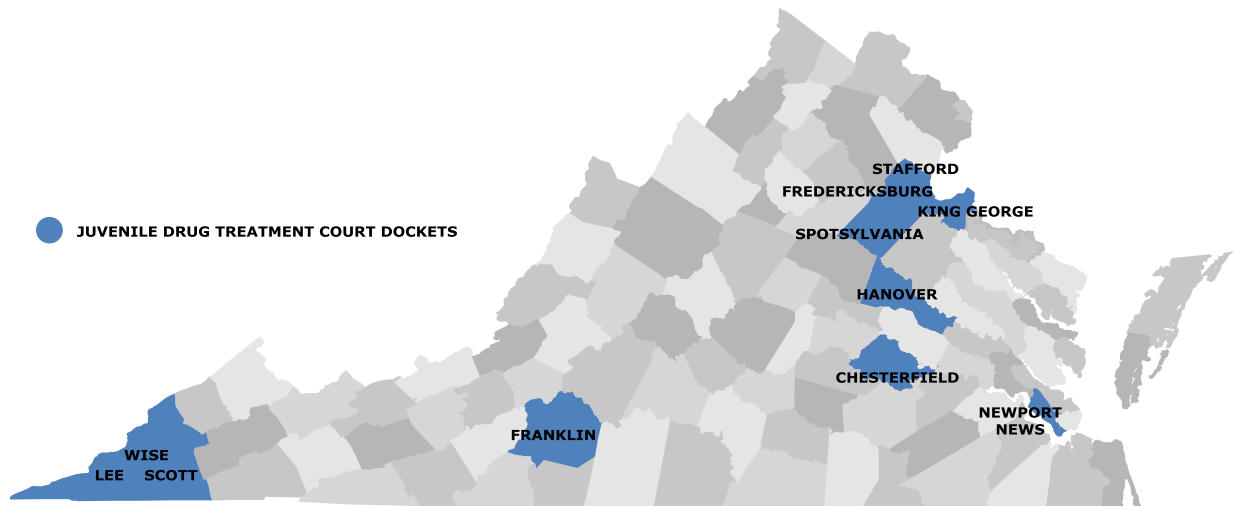 STAFFORD
FREDERICKSBURG
KING GEORGE
JUVENILE DRUG TREATMENT COURT DOCKETS
SPOTSYLVANIA
HANOVER
CHESTERFIELD
NEWPORT
NEWS
FRANKLIN
WISE
LEE SCOTT